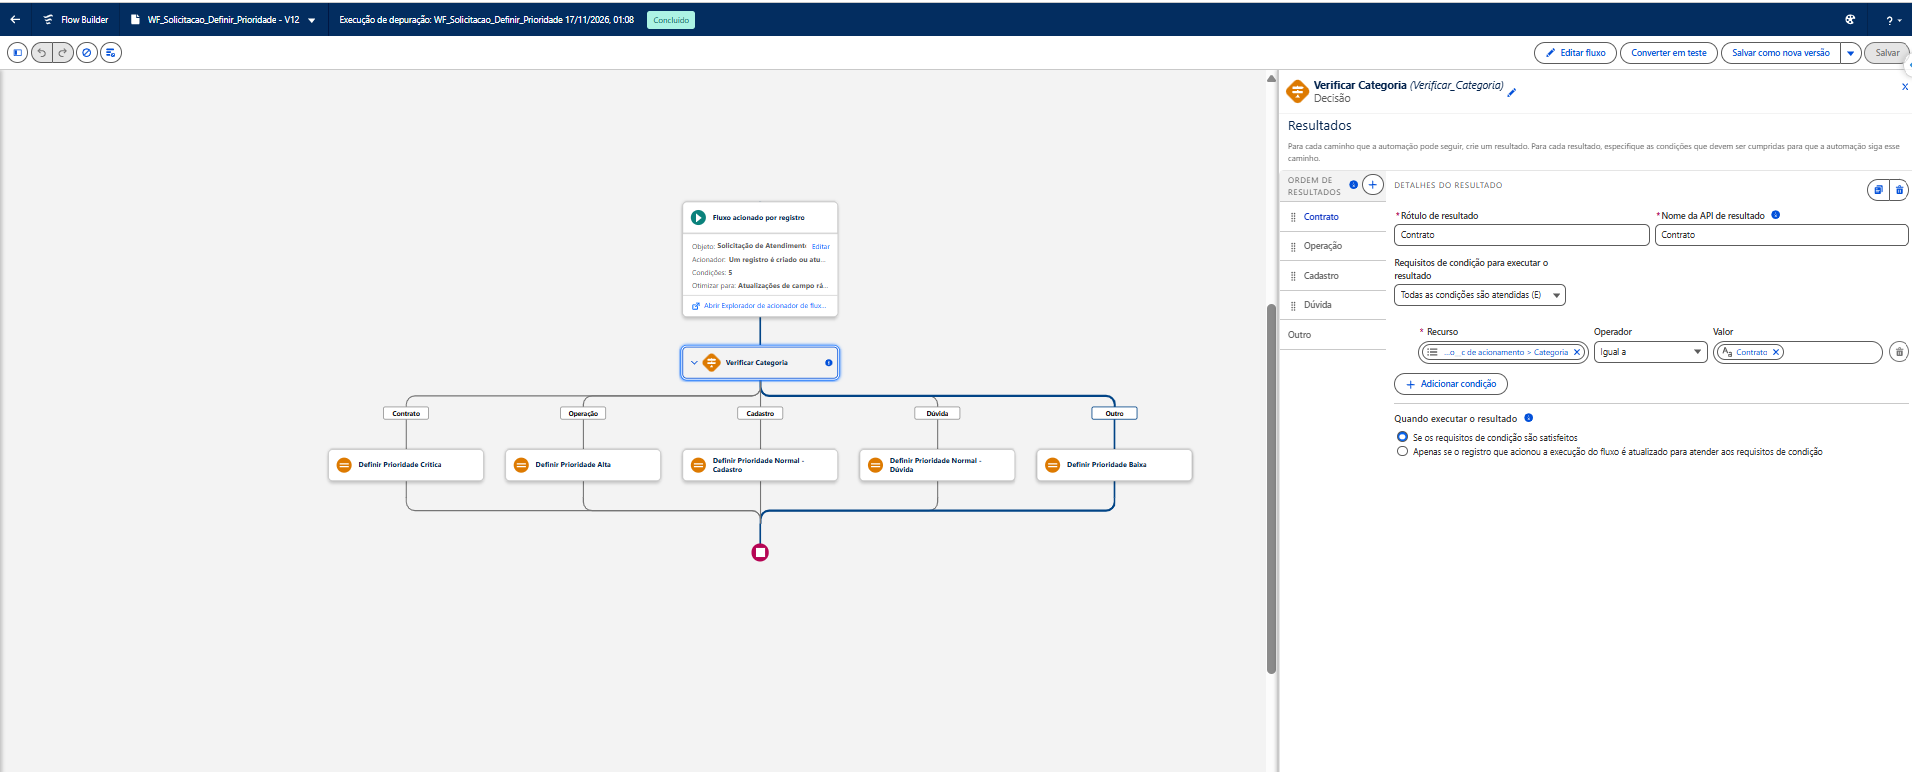 Flow Builder
WF_Solicitacao_Definir_Prioridade - V12
Execução de depuração: WF_Solicitacao_Definir_Prioridade 17/11/2026, 01:08
Concluído
?
Editar fluxo
Converter em teste
Salvar como nova versão
Salvar
Fluxo acionado por registro
Objeto: Solicitação de Atendiment
Editar
Acionador: Um registro é criado ou atu...
Condições: 5
Otimizar para: Atualizações de campo rá...
Abrir Explorador de acionador de flux...
Verificar Categoria
Contrato
Operação
Cadastro
Dúvida
Outro
Definir Prioridade Crítica
Definir Prioridade Alta
Definir Prioridade Normal -
Cadastro
Definir Prioridade Normal -
Dúvida
Definir Prioridade Baixa
Verificar Categoria (Verificar_Categoria)
Decisão
X
Resultados
Para cada caminho que a automação pode seguir, crie um resultado. Para cada resultado, especifique as condições que devem ser cumpridas para que a automação siga esse
caminho.
ORDEM DE
RESULTADOS
Contrato
Operação
Cadastro
Dúvida
Outro
DETALHES DO RESULTADO
*Rótulo de resultado
Contrato
*Nome da API de resultado
Contrato
Requisitos de condição para executar o
resultado
Todas as condições são atendidas (E)
* Recurso
...o__c de acionamento > Categoria
Operador
Igual a
Valor
Aa Contrato
Adicionar condição
Quando executar o resultado
Se os requisitos de condição são satisfeitos
Apenas se o registro que acionou a execução do fluxo é atualizado para atender aos requisitos de condição